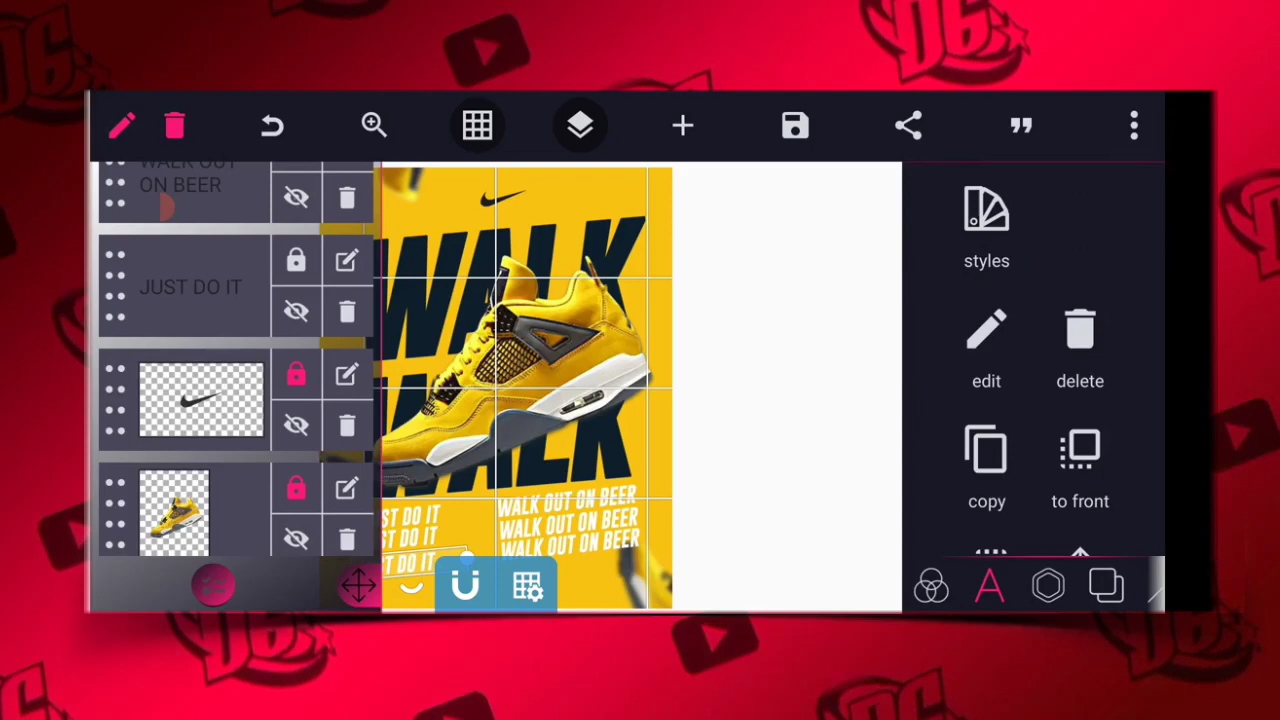 WALK OUT
ON BEER
JUST DO IT
WALK
WALK
ST DO IT
ST DO IT
ST DO IT
WALK OUT ON BEER
WALK OUT ON BEER
WALK OUT ON BEER
styles
edit
delete
copy
to front
A